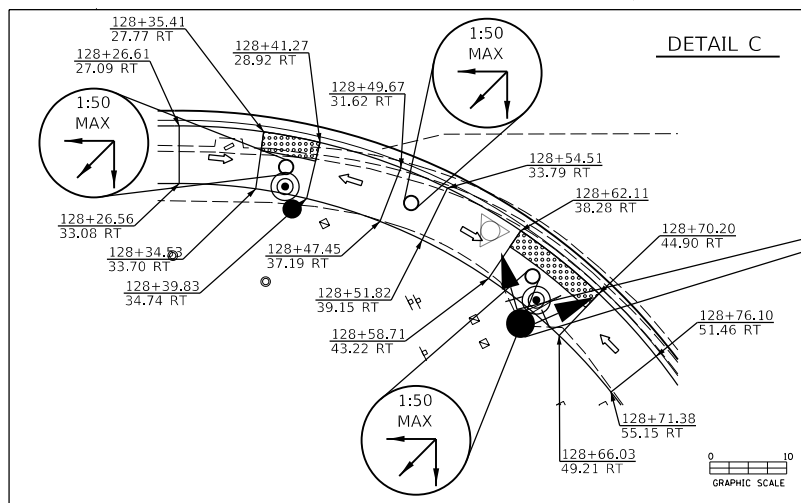 DETAIL C
128+35.41
27.77 RT
128+26.61
27.09 RT
128+41.27
28.92 RT
1:50
MAX
128+49.67
31.62 RT
1:50
MAX
128+54.51
33.79 RT
128+62.11
38.28 RT
128+70.20
44.90 RT
128+26.56
33.08 RT
128+34.53
33.70 RT
128+39.83
34.74 RT
128+47.45
37.19 RT
128+51.82
39.15 RT
128+58.71
43.22 RT
128+76.10
51.46 RT
1:50
MAX
128+71.38
55.15 RT
128+66.03
49.21 RT
0 10
GRAPHIC SCALE